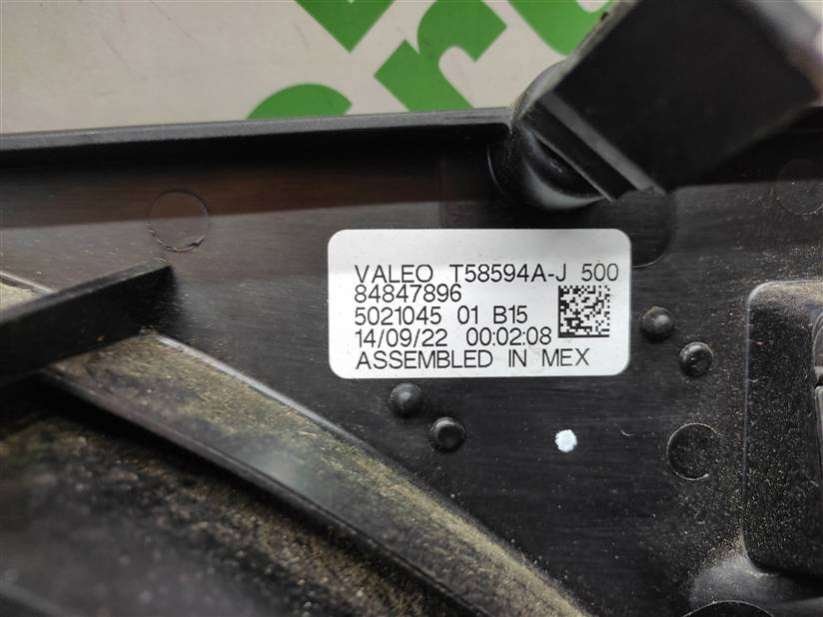 VALEO T58594A-J 500
84847896
5021045 01 B15
14/09/22 00:02:08
ASSEMBLED IN MEX